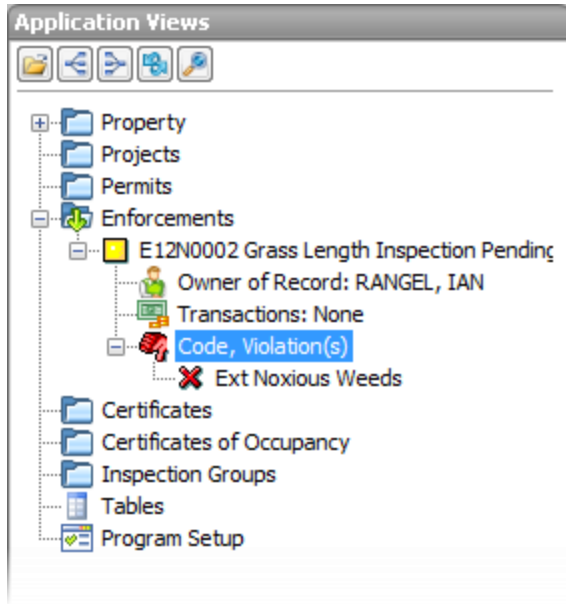 Application Views
Property
Projects
Permits
Enforcements
E12N0002 Grass Length Inspection Pending
Owner of Record: RANGEL, IAN
Transactions: None
Code, Violation(s)
Ext Noxious Weeds
Certificates
Certificates of Occupancy
Inspection Groups
Tables
Program Setup